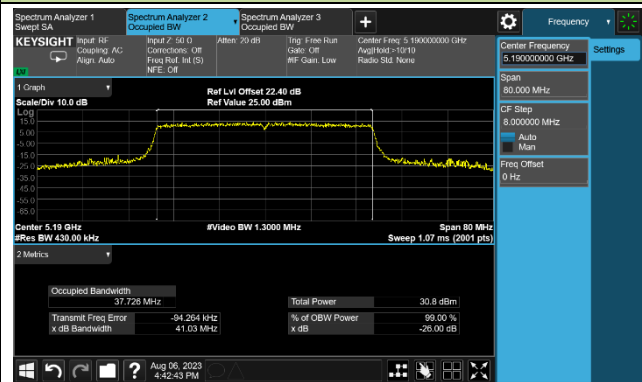 Spectrum Analyzer 1
Swept SA
Spectrum Analyzer 2
Occupied BW
Spectrum Analyzer 3
Occupied BW
+
Frequency
KEYSIGHT
Input: RF
Coupling: AC
Align: Auto
Input Z: 50 Ω
Corrections: Off
Freq Ref: Int (S)
NFE: Off
Atten: 20 dB
Trig: Free Run
Gate: Off
#IF Gain: Low
Center Freq: 5.190000000 GHz
Avg|Hold:>10/10
Radio Std: None
Center Frequency
5.190000000 GHz
Settings
Span
80.000 MHz
CF Step
8.000000 MHz
Auto
Man
Freq Offset
0 Hz
1 Graph
Scale/Div 10.0 dB
Ref Lvl Offset 22.40 dB
Ref Value 25.00 dBm
Log
15.0
5.00
-5.00
-15.0
-25.0
-35.0
-45.0
-55.0
-65.0
Center 5.19 GHz
#Res BW 430.00 kHz
#Video BW 1.3000 MHz
Span 80 MHz
Sweep 1.07 ms (2001 pts)
2 Metrics
Occupied Bandwidth
37.726 MHz
Total Power 30.8 dBm
Transmit Freq Error -94.264 kHz
% of OBW Power 99.00 %
x dB Bandwidth 41.03 MHz
x dB -26.00 dB
?
Aug 06, 2023
4:42:43 PM